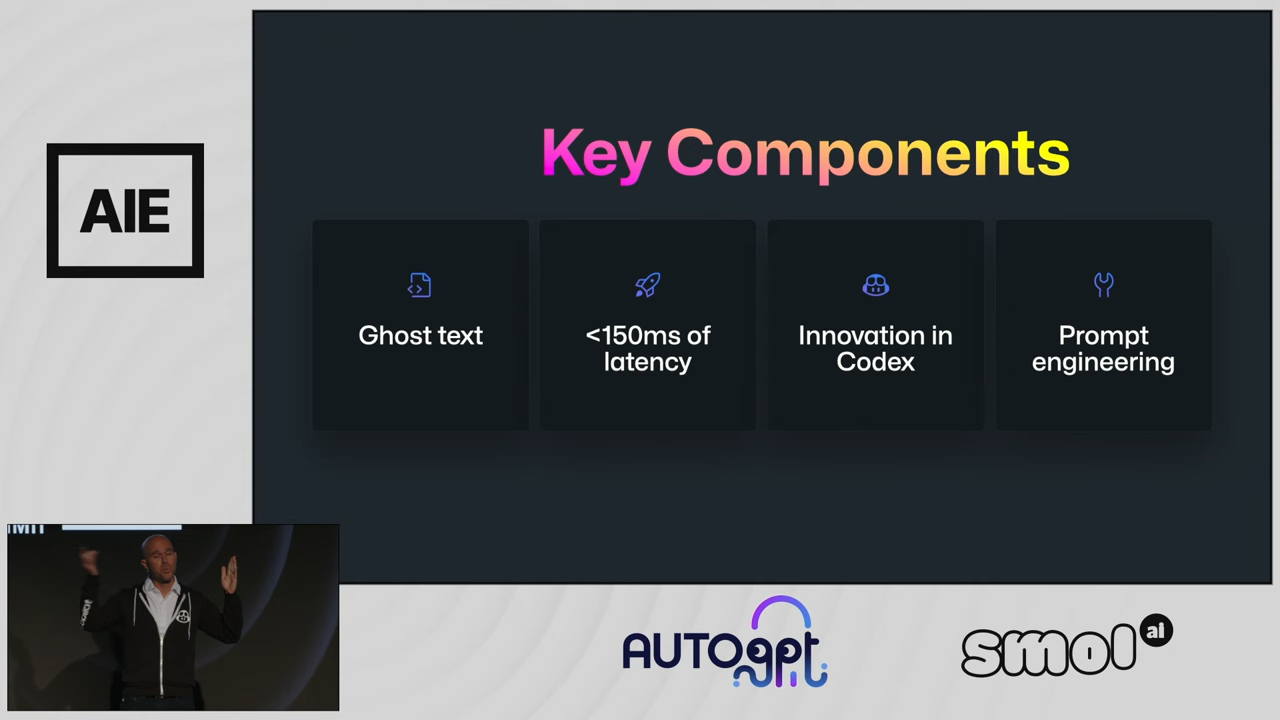 AIE
Key Components
Ghost text
<150ms of
latency
Innovation in
Codex
Prompt
engineering
AUTOgpt
smol ai